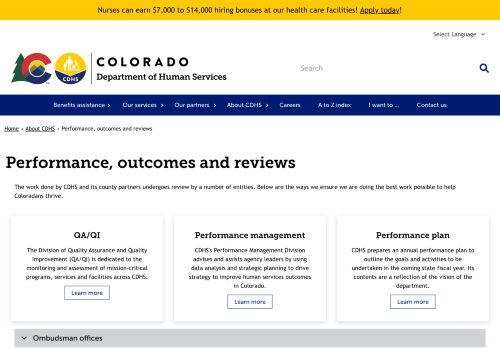 Nurses can earn $7,000 to $14,000 hiring bonuses at our health care facilities! Apply today!
Select Language
C
CDHS
COLORADO
Department of Human Services
Search
Benefits assistance
Our services
Our partners
About CDHS
Careers
A to Z index
I want to ...
Contact us
Home › About CDHS › Performance, outcomes and reviews
Performance, outcomes and reviews
The work done by CDHS and its county partners undergoes review by a number of entities. Below are the ways we ensure we are doing the best work possible to help
Coloradans thrive.
QA/QI
The Division of Quality Assurance and Quality
Improvement (QA/QI) is dedicated to the
monitoring and assessment of mission-critical
programs, services and facilities across CDHS.
Learn more
Performance management
CDHS's Performance Management Division
advises and assists agency leaders by using
data analysis and strategic planning to drive
strategy to improve human services outcomes
in Colorado.
Learn more
Performance plan
CDHS prepares an annual performance plan to
outline the goals and activities to be
undertaken in the coming state fiscal year. Its
contents are a reflection of the vision of the
department.
Learn more
Ombudsman offices